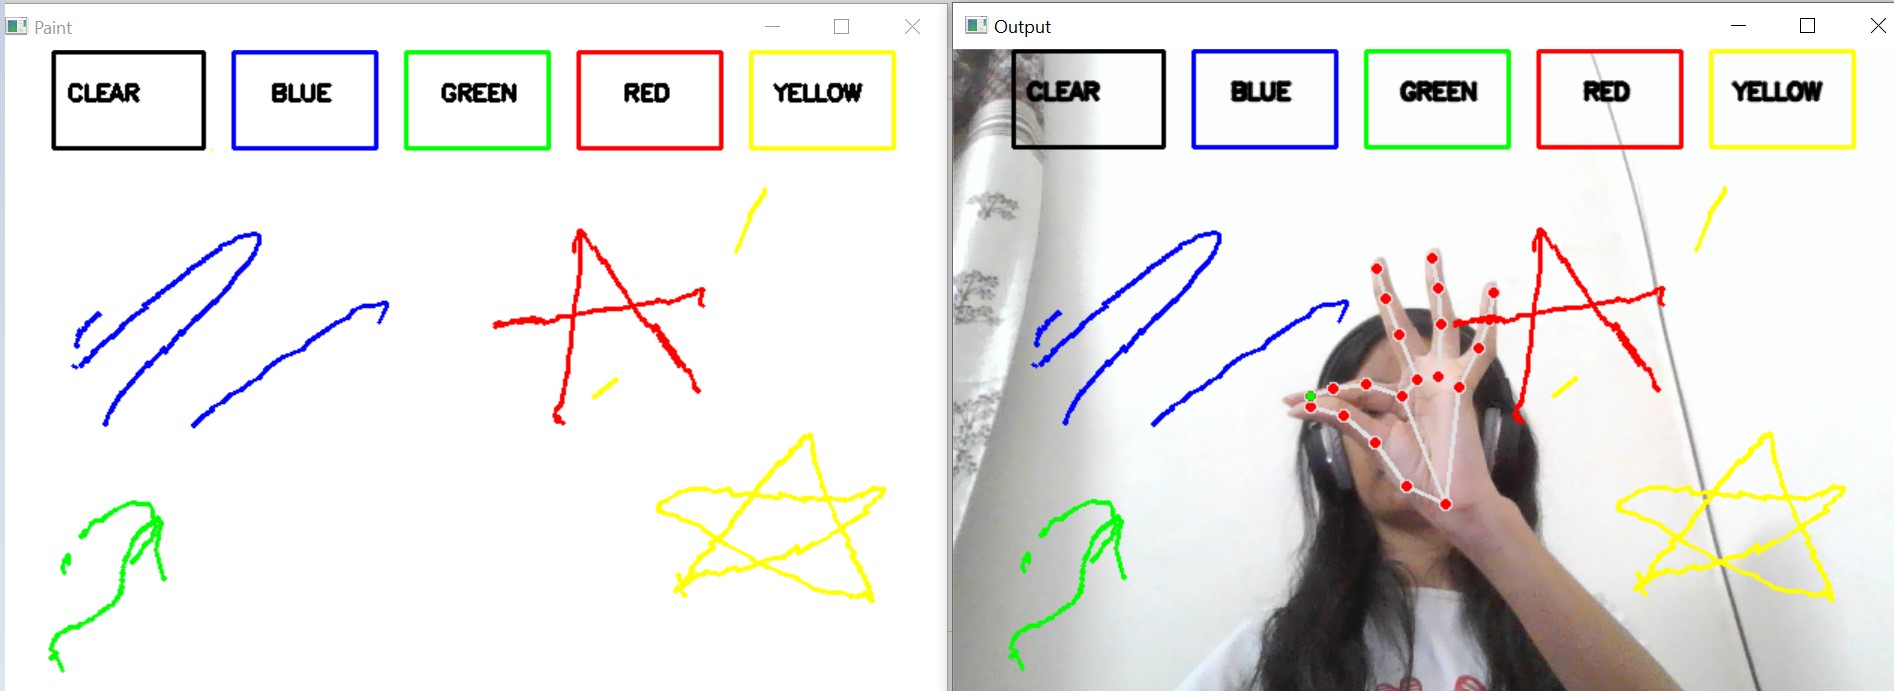 Paint
CLEAR BLUE GREEN RED YELLOW
A
Output
CLEAR BLUE GREEN RED YELLOW
A